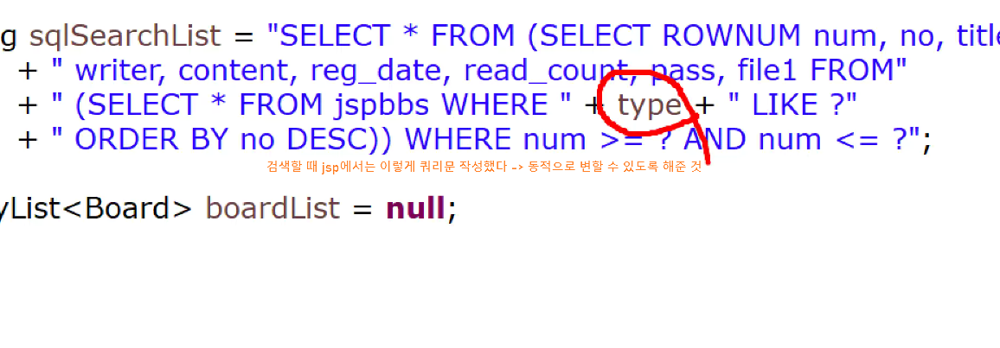 g sqlSearchList = "SELECT * FROM (SELECT ROWNUM num, no, title
+ " writer, content, reg_date, read_count, pass, file1 FROM"
+ " (SELECT * FROM jspbbs WHERE " + type + " LIKE ?"
+ " ORDER BY no DESC)) WHERE num >= ? AND num <= ?";
검색할 때 jsp에서는 이렇게 쿼리문 작성했다 -> 동적으로 변할 수 있도록 해준 것
yList<Board> boardList = null;